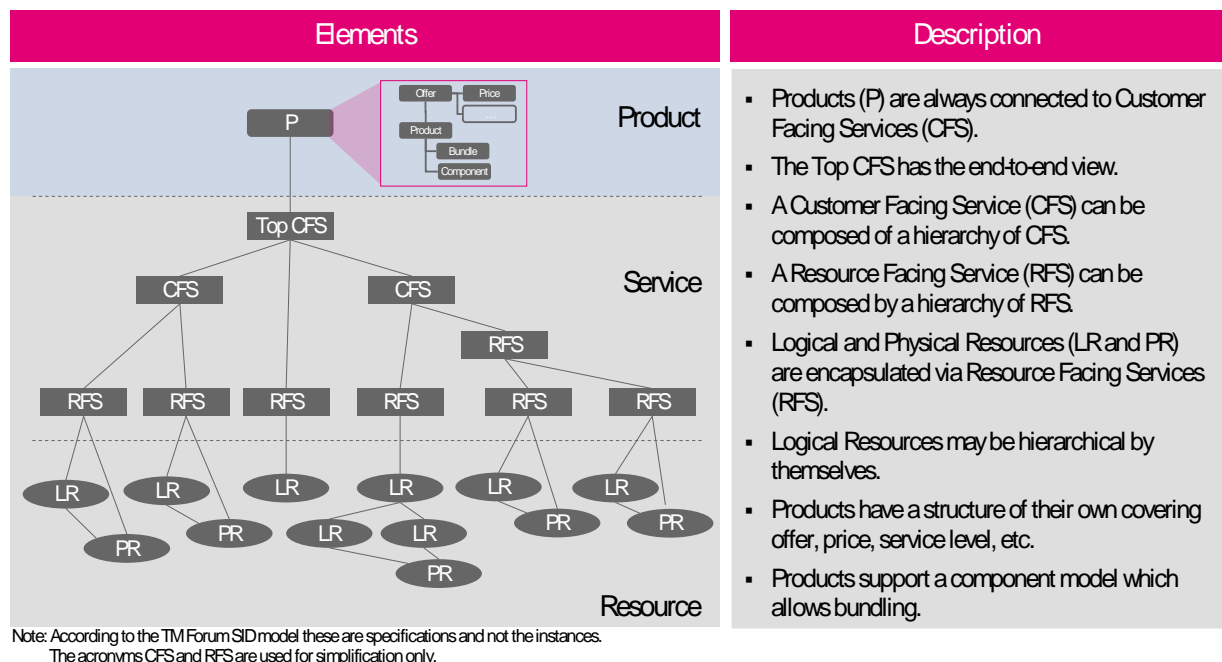 Elements
Description
Offer
Price
...
P
Product
Product
Bundle
Component
Top CFS
CFS
CFS
Service
RFS
RFS
RFS
RFS
RFS
RFS
RFS
LR
LR
LR
LR
LR
LR
PR
PR
LR
LR
PR
PR
PR
Resource
▪ Products (P) are always connected to Customer
Facing Services (CFS).
▪ The Top CFS has the end-to-end view.
▪ A Customer Facing Service (CFS) can be
composed of a hierarchy of CFS.
▪ A Resource Facing Service (RFS) can be
composed by a hierarchy of RFS.
▪ Logical and Physical Resources (LR and PR)
are encapsulated via Resource Facing Services
(RFS).
▪ Logical Resources may be hierarchical by
themselves.
▪ Products have a structure of their own covering
offer, price, service level, etc.
▪ Products support a component model which
allows bundling.
Note: According to the TM Forum SID model these are specifications and not the instances.
The acronyms CFS and RFS are used for simplification only.